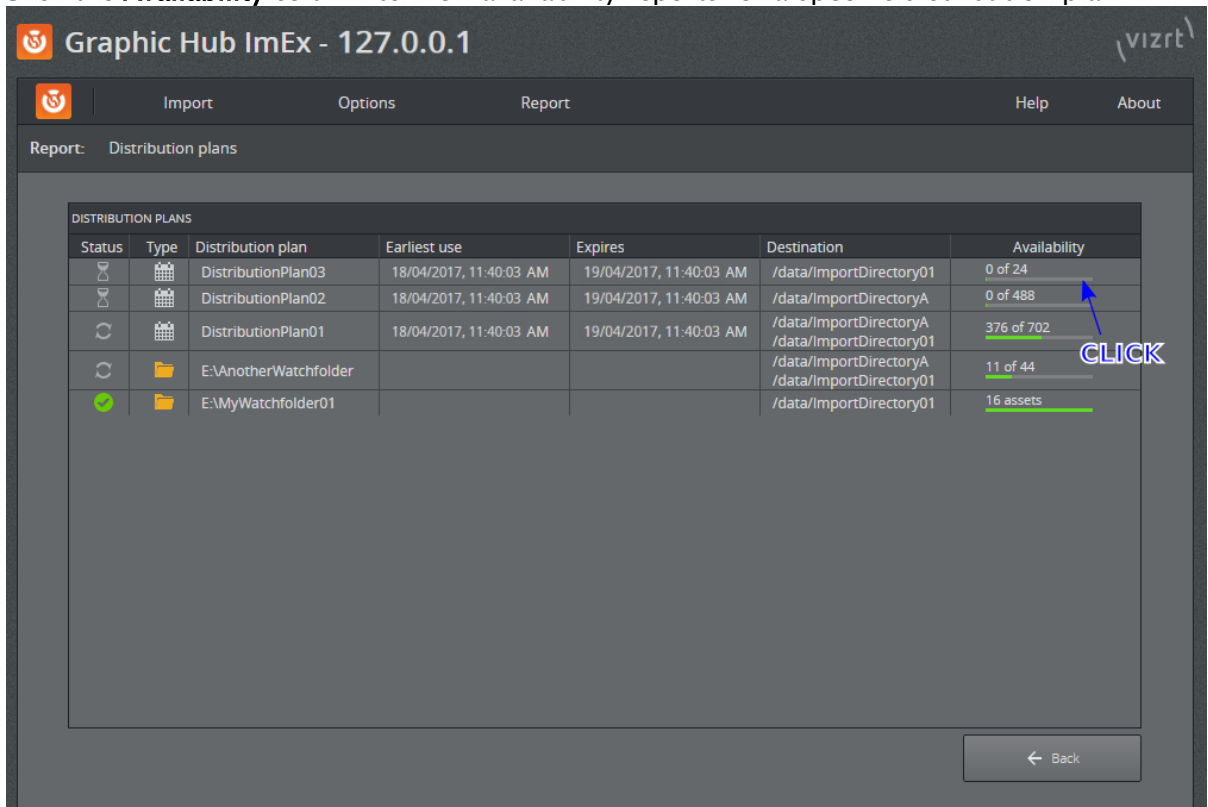 Graphic Hub ImEx - 127.0.0.1
vizrt
Import Options Report Help About
Report: Distribution plans
DISTRIBUTION PLANS
Status Type Distribution plan Earliest use Expires Destination Availability
DistributionPlan03 18/04/2017, 11:40:03 AM 19/04/2017, 11:40:03 AM /data/ImportDirectory01 0 of 24
DistributionPlan02 18/04/2017, 11:40:03 AM 19/04/2017, 11:40:03 AM /data/ImportDirectoryA 0 of 488
DistributionPlan01 18/04/2017, 11:40:03 AM 19/04/2017, 11:40:03 AM /data/ImportDirectoryA 376 of 702
/data/ImportDirectory01
CLICK
E:\AnotherWatchfolder /data/ImportDirectoryA 11 of 44
/data/ImportDirectory01
E:\MyWatchfolder01 /data/ImportDirectory01 16 assets
← Back